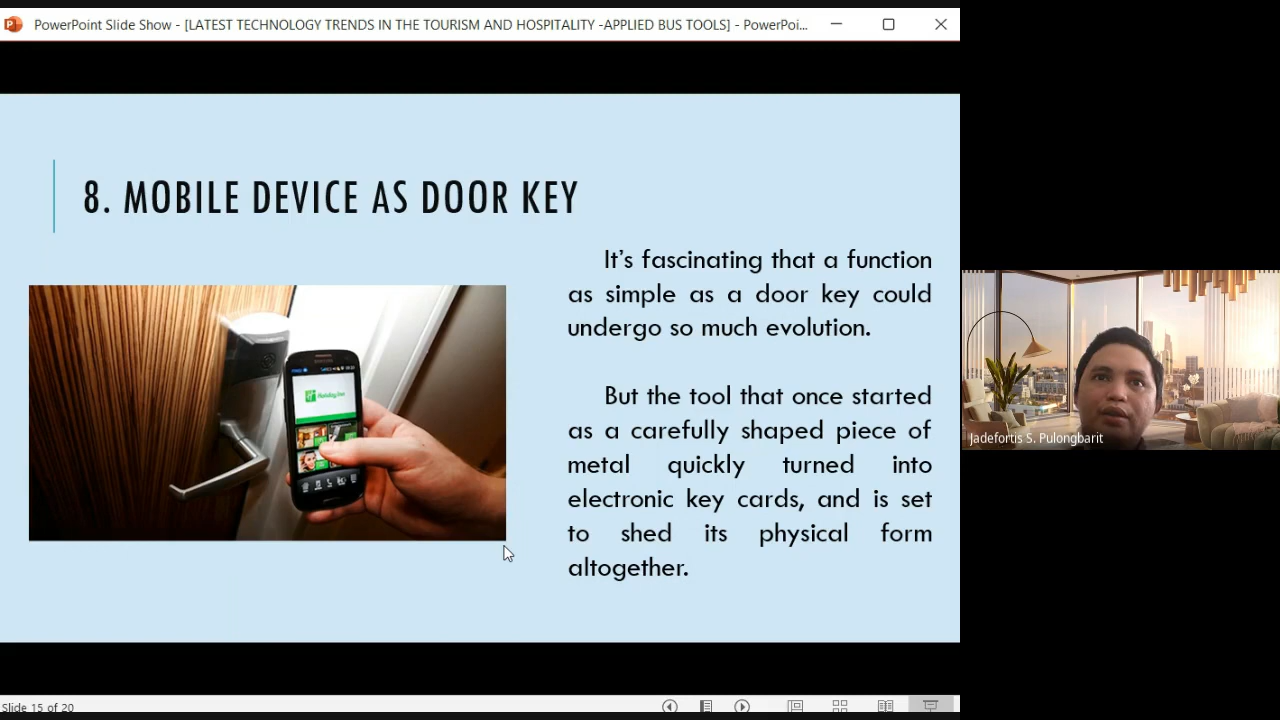 PowerPoint Slide Show - [LATEST TECHNOLOGY TRENDS IN THE TOURISM AND HOSPITALITY -APPLIED BUS TOOLS] - PowerPoi...
8. MOBILE DEVICE AS DOOR KEY
It's fascinating that a function
as simple as a door key could
undergo so much evolution.
But the tool that once started
as a carefully shaped piece of
metal quickly turned into
electronic key cards, and is set
to shed its physical form
altogether.
Holiday Inn
Jadefortis S. Pulongbarit
Slide 15 of 20